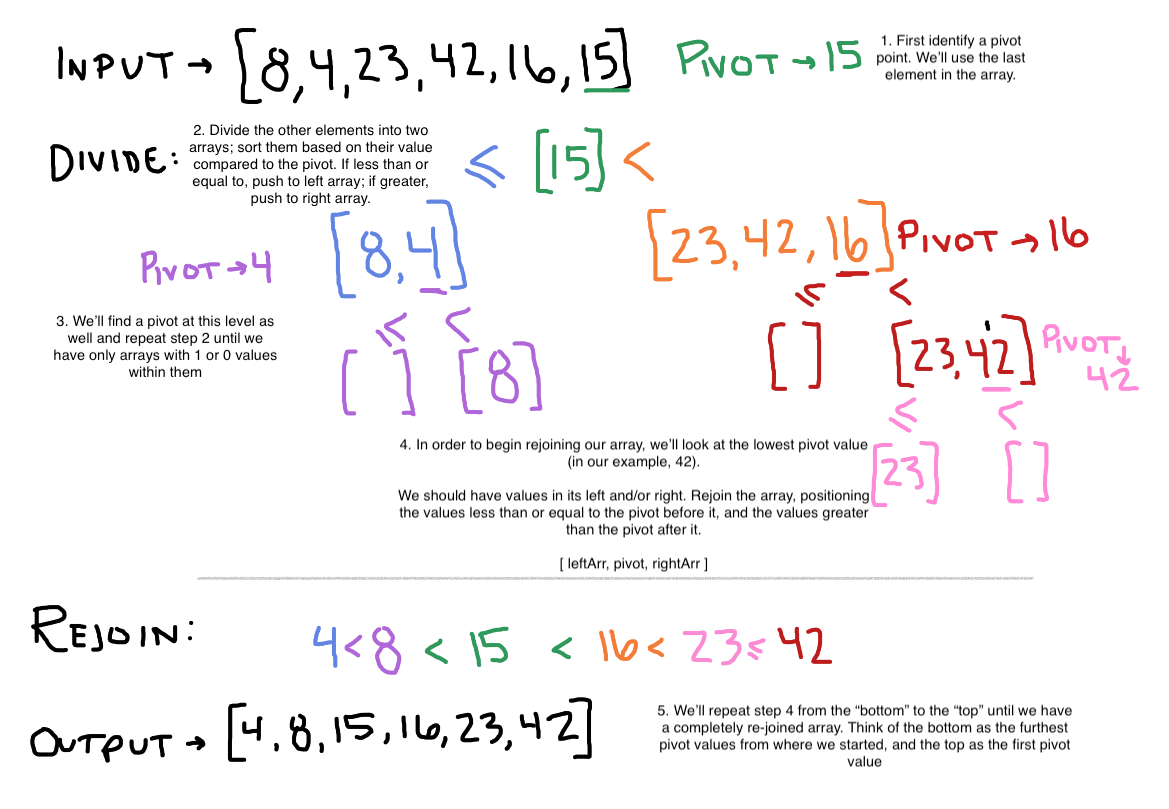 INPUT → [8, 4, 23, 42, 16, 15]
PIVOT → 15
1. First identify a pivot
point. We'll use the last
element in the array.
DIVIDE:
2. Divide the other elements into two
arrays; sort them based on their value
compared to the pivot. If less than or
equal to, push to left array; if greater,
push to right array.
≤ [15] <
[8, 4]
PIVOT → 4
[23, 42, 16]
PIVOT → 16
≤ <
[ ] [8]
3. We'll find a pivot at this level as
well and repeat step 2 until we
have only arrays with 1 or 0 values
within them
≤ <
[ ] [23, 42]
PIVOT ↓
42
≤ <
[23] [ ]
4. In order to begin rejoining our array, we'll look at the lowest pivot value
(in our example, 42).
We should have values in its left and/or right. Rejoin the array, positioning
the values less than or equal to the pivot before it, and the values greater
than the pivot after it.
[ leftArr, pivot, rightArr ]
REJOIN:
4 < 8 < 15 < 16 < 23 ≤ 42
OUTPUT → [4, 8, 15, 16, 23, 42]
5. We'll repeat step 4 from the “bottom” to the “top” until we have
a completely re-joined array. Think of the bottom as the furthest
pivot values from where we started, and the top as the first pivot
value